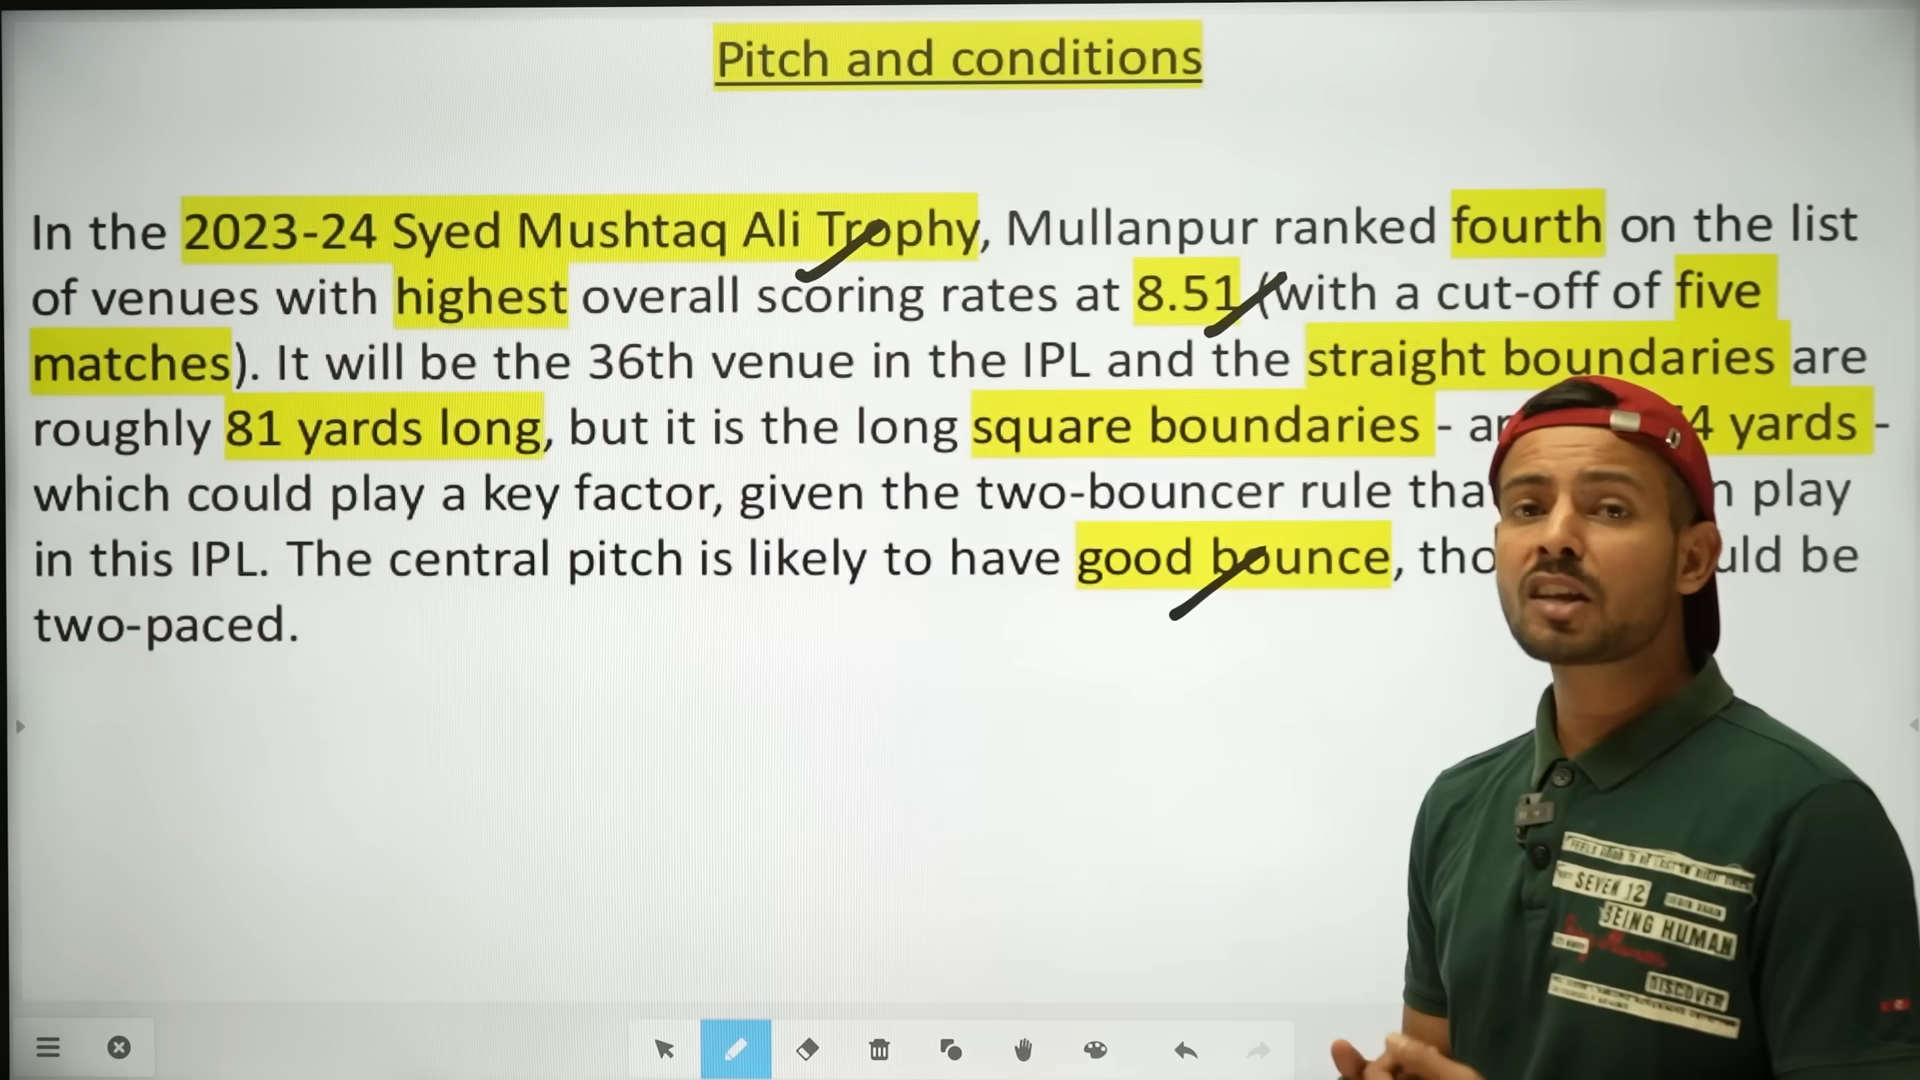 Pitch and conditions
In the 2023-24 Syed Mushtaq Ali Trophy, Mullanpur ranked fourth on the list
of venues with highest overall scoring rates at 8.51 (with a cut-off of five
matches). It will be the 36th venue in the IPL and the straight boundaries are
roughly 81 yards long, but it is the long square boundaries - yards -
which could play a key factor, given the two-bouncer rule play
in this IPL. The central pitch is likely to have good bounce, be
two-paced.
SEVEN 12
BEING HUMAN
DISCOVER